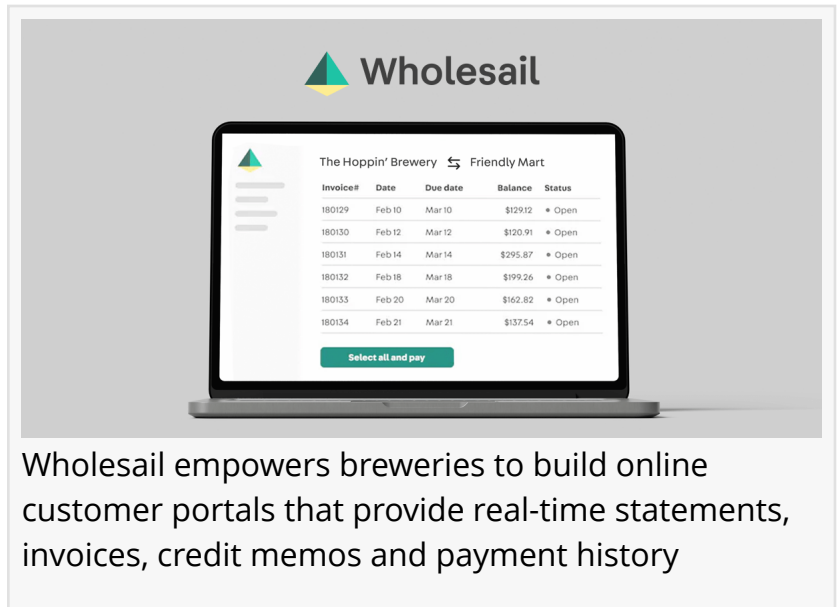 Wholesail
The Hoppin' Brewery ⇆ Friendly Mart
Invoice# Date Due date Balance Status
180129 Feb 10 Mar 10 $129.12 • Open
180130 Feb 12 Mar 12 $120.91 • Open
180131 Feb 14 Mar 14 $295.87 • Open
180132 Feb 18 Mar 18 $199.26 • Open
180133 Feb 20 Mar 20 $162.82 • Open
180134 Feb 21 Mar 21 $137.54 • Open
Select all and pay
Wholesail empowers breweries to build online
customer portals that provide real-time statements,
invoices, credit memos and payment history